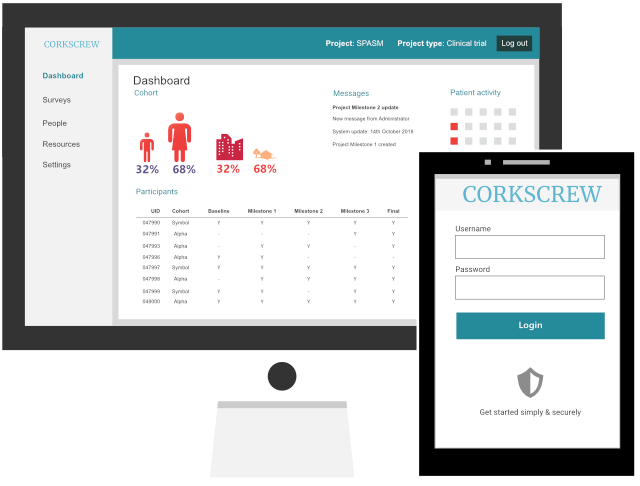 CORKSCREW
Project: SPASM Project type: Clinical trial Log out
Dashboard
Surveys
People
Resources
Settings
Dashboard
Cohort
32% 68% 32% 68%
Messages
Project Milestone 2 update
New message from Administrator
System update: 14th October 2018
Project Milestone 1 created
Patient activity
Participants
UID Cohort Baseline Milestone 1 Milestone 2 Milestone 3 Final
047990 Symbol Y Y Y Y Y
047991 Alpha - - - Y Y
047993 Alpha - Y Y - Y
047996 Alpha Y Y - - -
047997 Symbol Y Y Y Y Y
047998 Alpha - Y Y Y Y
047999 Symbol Y Y - Y Y
048000 Alpha Y Y Y Y Y
CORKSCREW
Username
Password
Login
Get started simply & securely